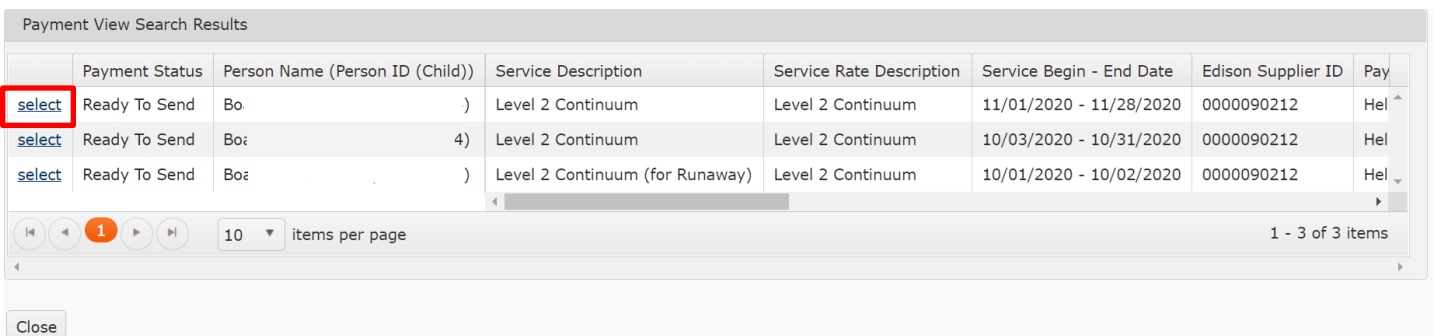 Payment View Search Results
Payment Status Person Name (Person ID (Child)) Service Description Service Rate Description Service Begin - End Date Edison Supplier ID Pay
select Ready To Send Bo ) Level 2 Continuum Level 2 Continuum 11/01/2020 - 11/28/2020 0000090212 Hel
select Ready To Send Boa 4) Level 2 Continuum Level 2 Continuum 10/03/2020 - 10/31/2020 0000090212 Hel
select Ready To Send Boa ) Level 2 Continuum (for Runaway) Level 2 Continuum 10/01/2020 - 10/02/2020 0000090212 Hel
1 10 items per page 1 - 3 of 3 items
Close